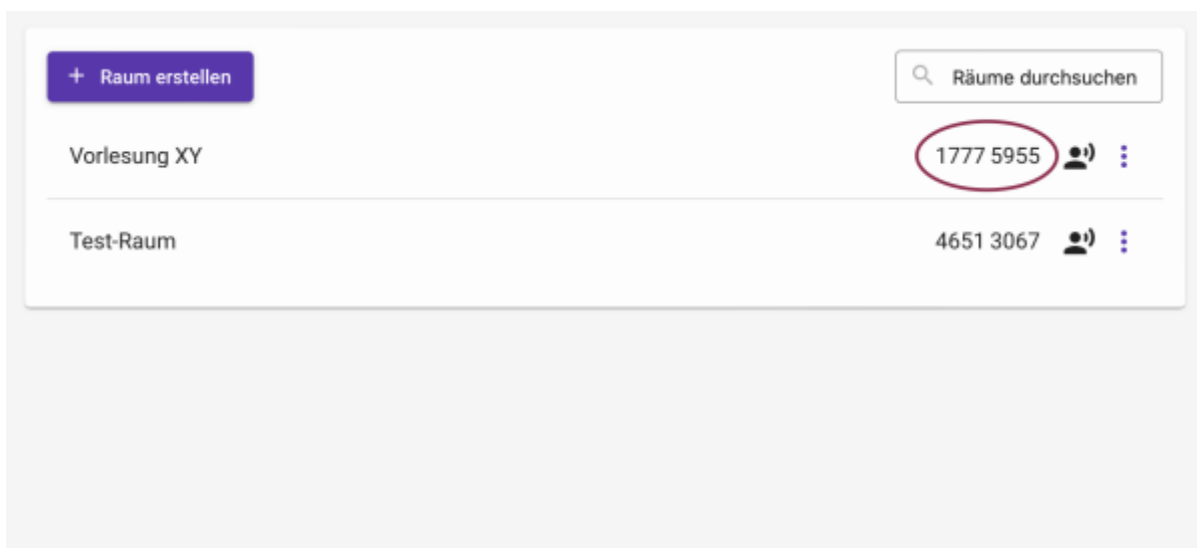 + Raum erstellen
Räume durchsuchen
Vorlesung XY
1777 5955
Test-Raum
4651 3067